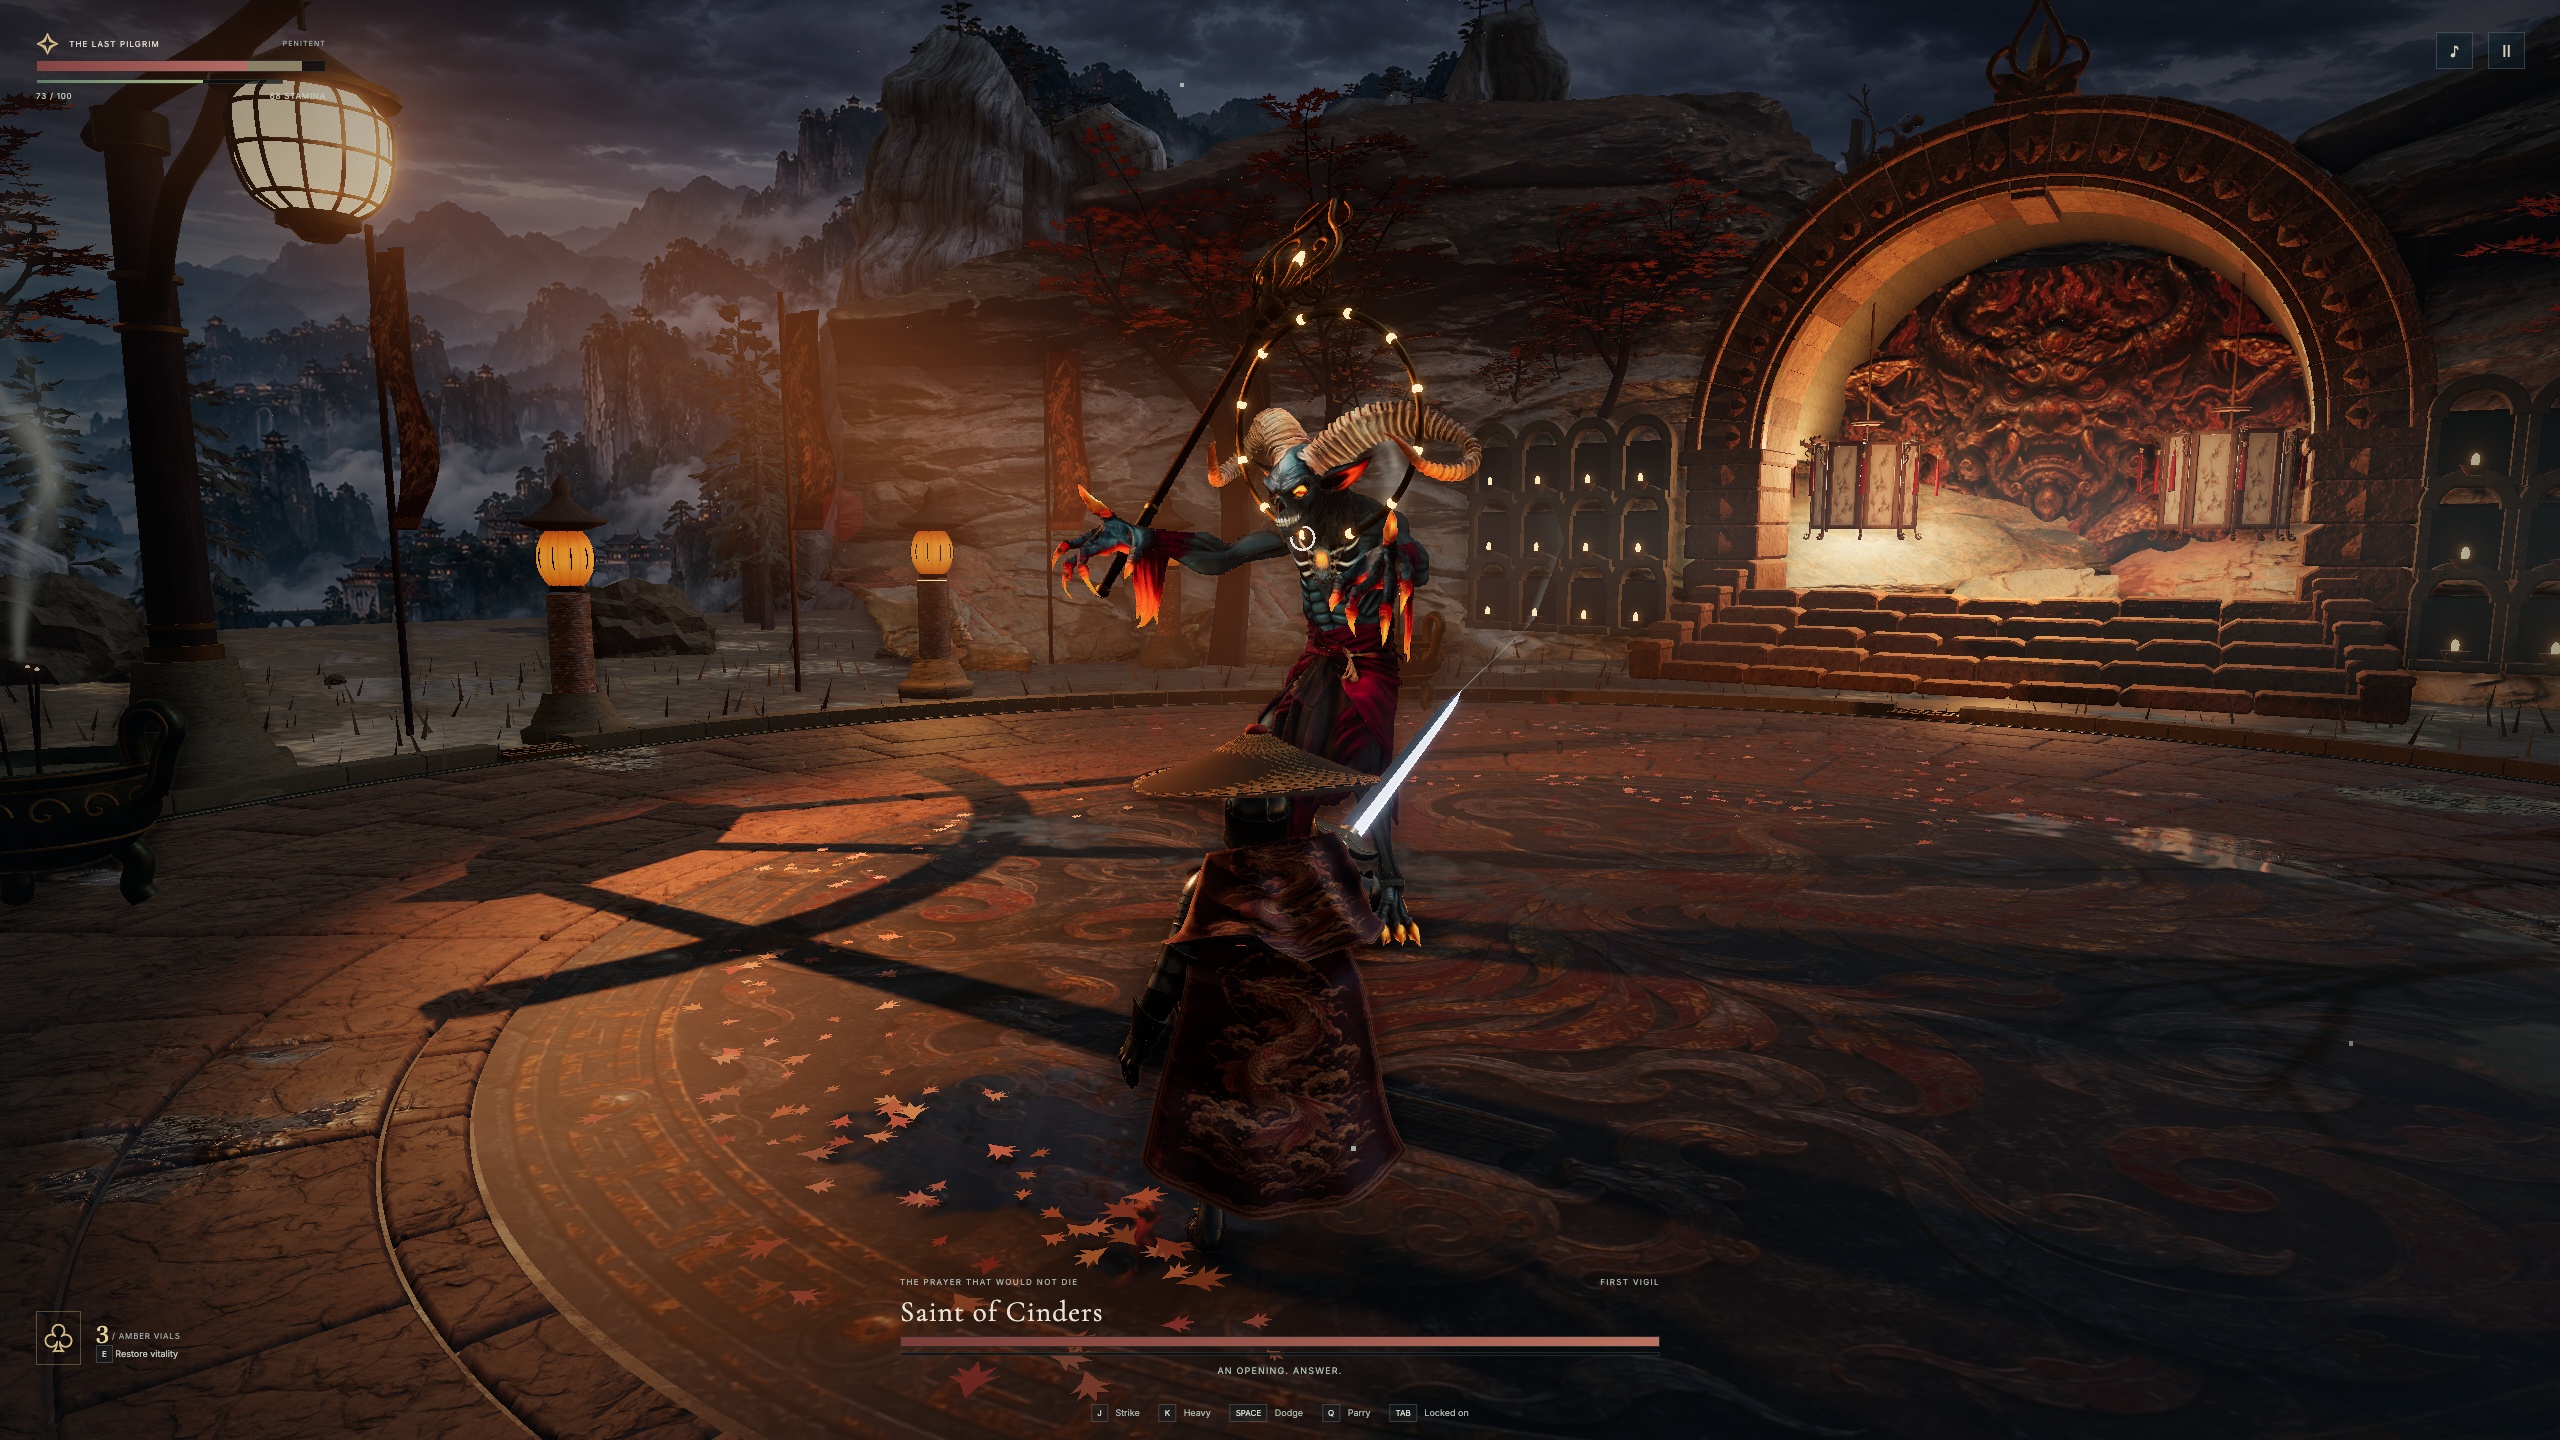 THE LAST PILGRIM
PENITENT
73 / 100
68 STAMINA
THE PRAYER THAT WOULD NOT DIE
FIRST VIGIL
Saint of Cinders
3 / AMBER VIALS
E Restore vitality
AN OPENING. ANSWER.
J Strike K Heavy SPACE Dodge Q Parry TAB Locked on